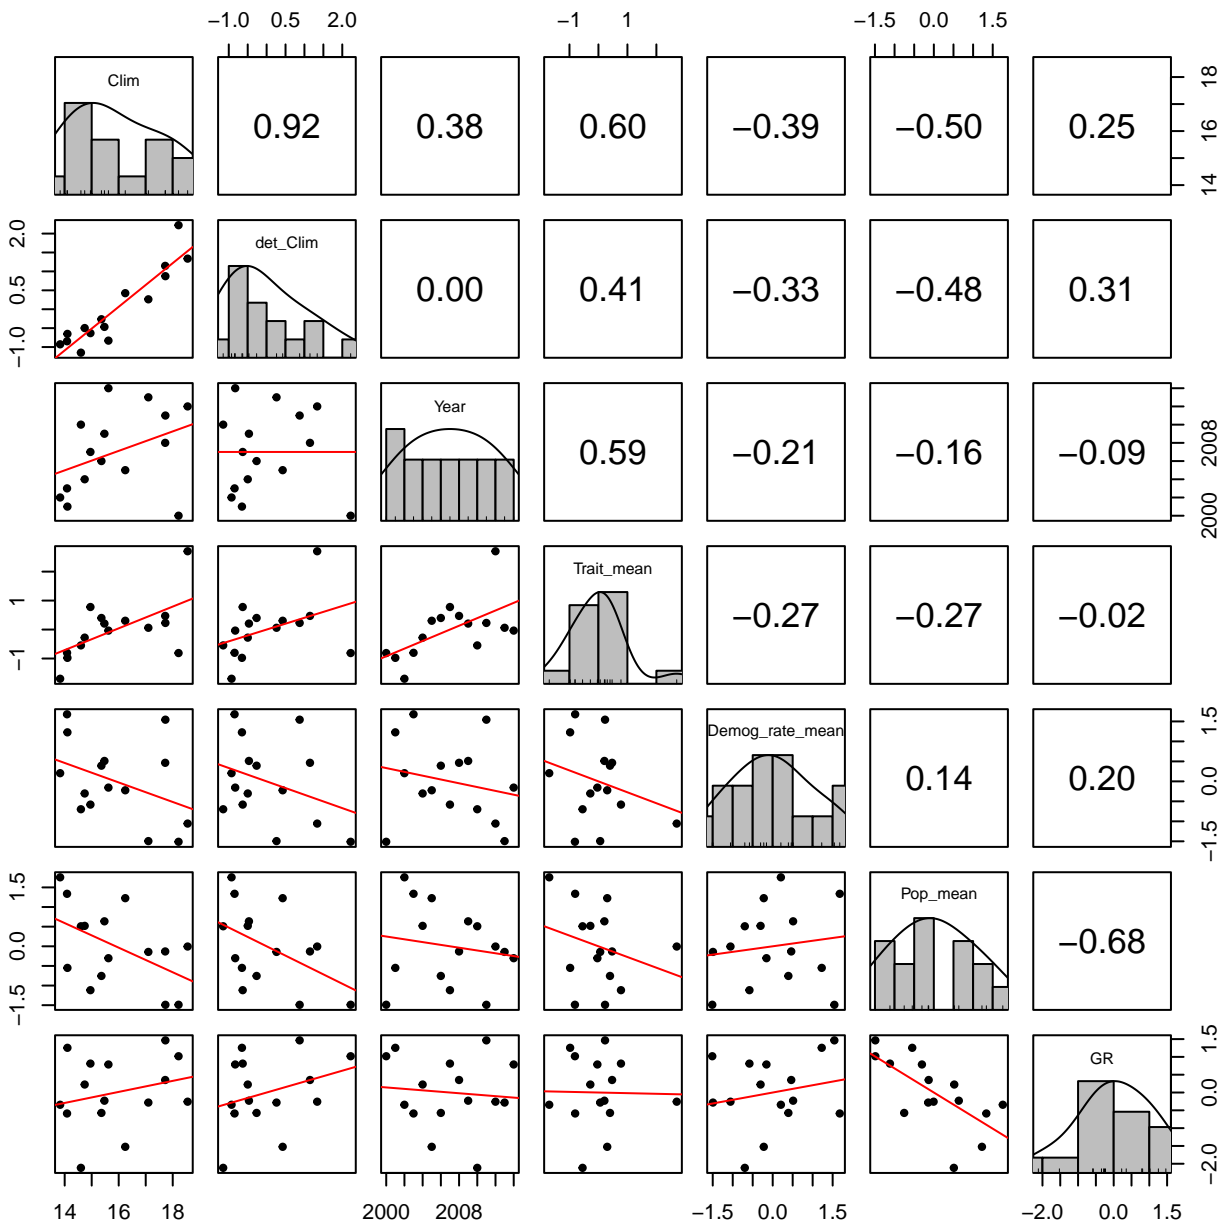 −1.0 0.5 2.0 −1 1 −1.5 0.0 1.5
Clim 0.92 0.38 0.60 −0.39 −0.50 0.25 14 16 18
−1.0 0.5 2.0 det_Clim 0.00 0.41 −0.33 −0.48 0.31
Year 0.59 −0.21 −0.16 −0.09 2000 2008
−1 1 Trait_mean −0.27 −0.27 −0.02
Demog_rate_mean 0.14 0.20 −1.5 0.0 1.5
−1.5 0.0 1.5 Pop_mean −0.68
GR −2.0 0.0 1.5
14 16 18 2000 2008 −1.5 0.0 1.5 −2.0 0.0 1.5